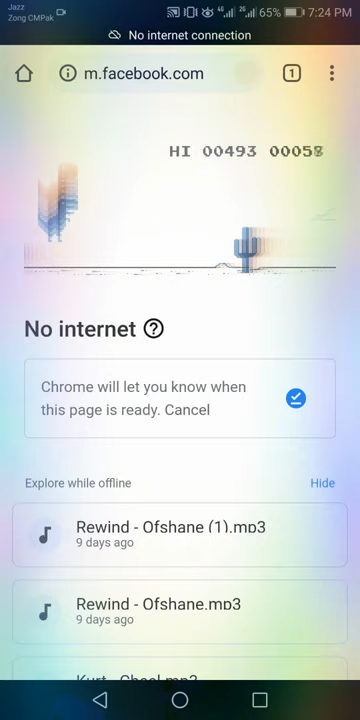 Jazz
Zong CMPak
4G
2G
65%
7:24 PM
No internet connection
m.facebook.com
1
HI 00493 00058
No internet
Chrome will let you know when
this page is ready. Cancel
Explore while offline
Hide
Rewind - Ofshane (1).mp3
9 days ago
Rewind - Ofshane.mp3
9 days ago